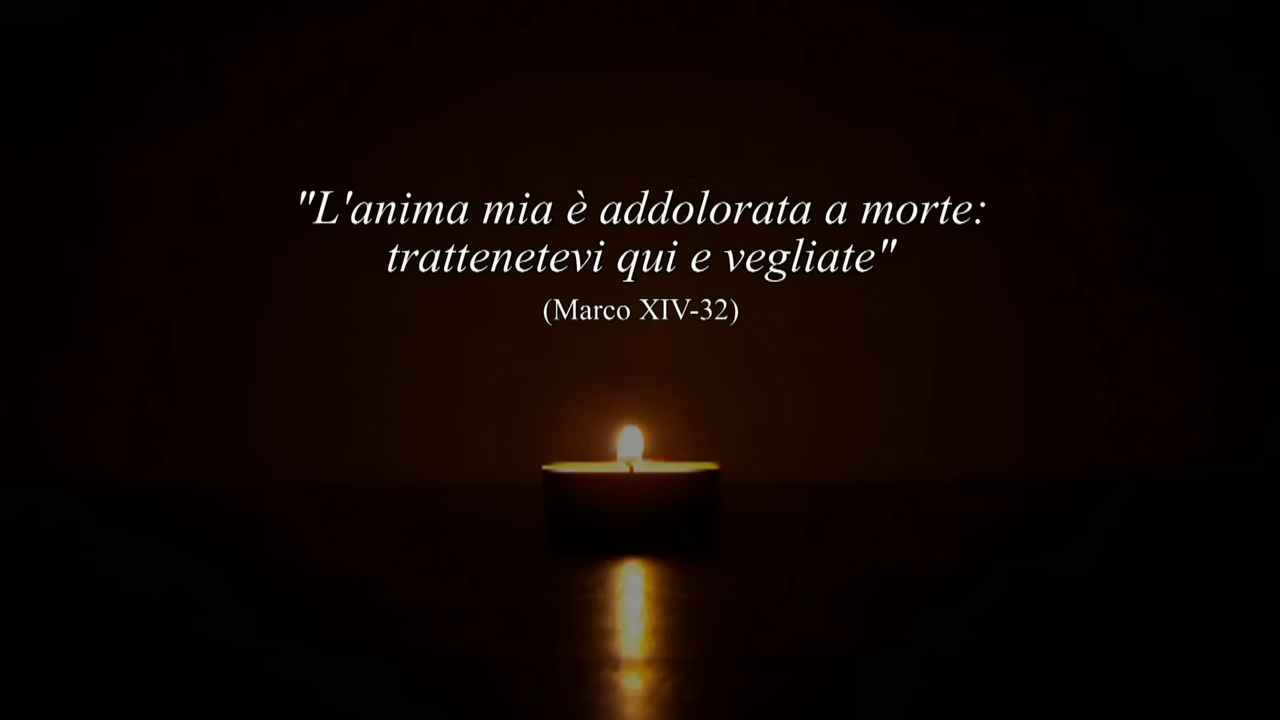 "L'anima mia è addolorata a morte:
trattenetevi qui e vegliate"
(Marco XIV-32)